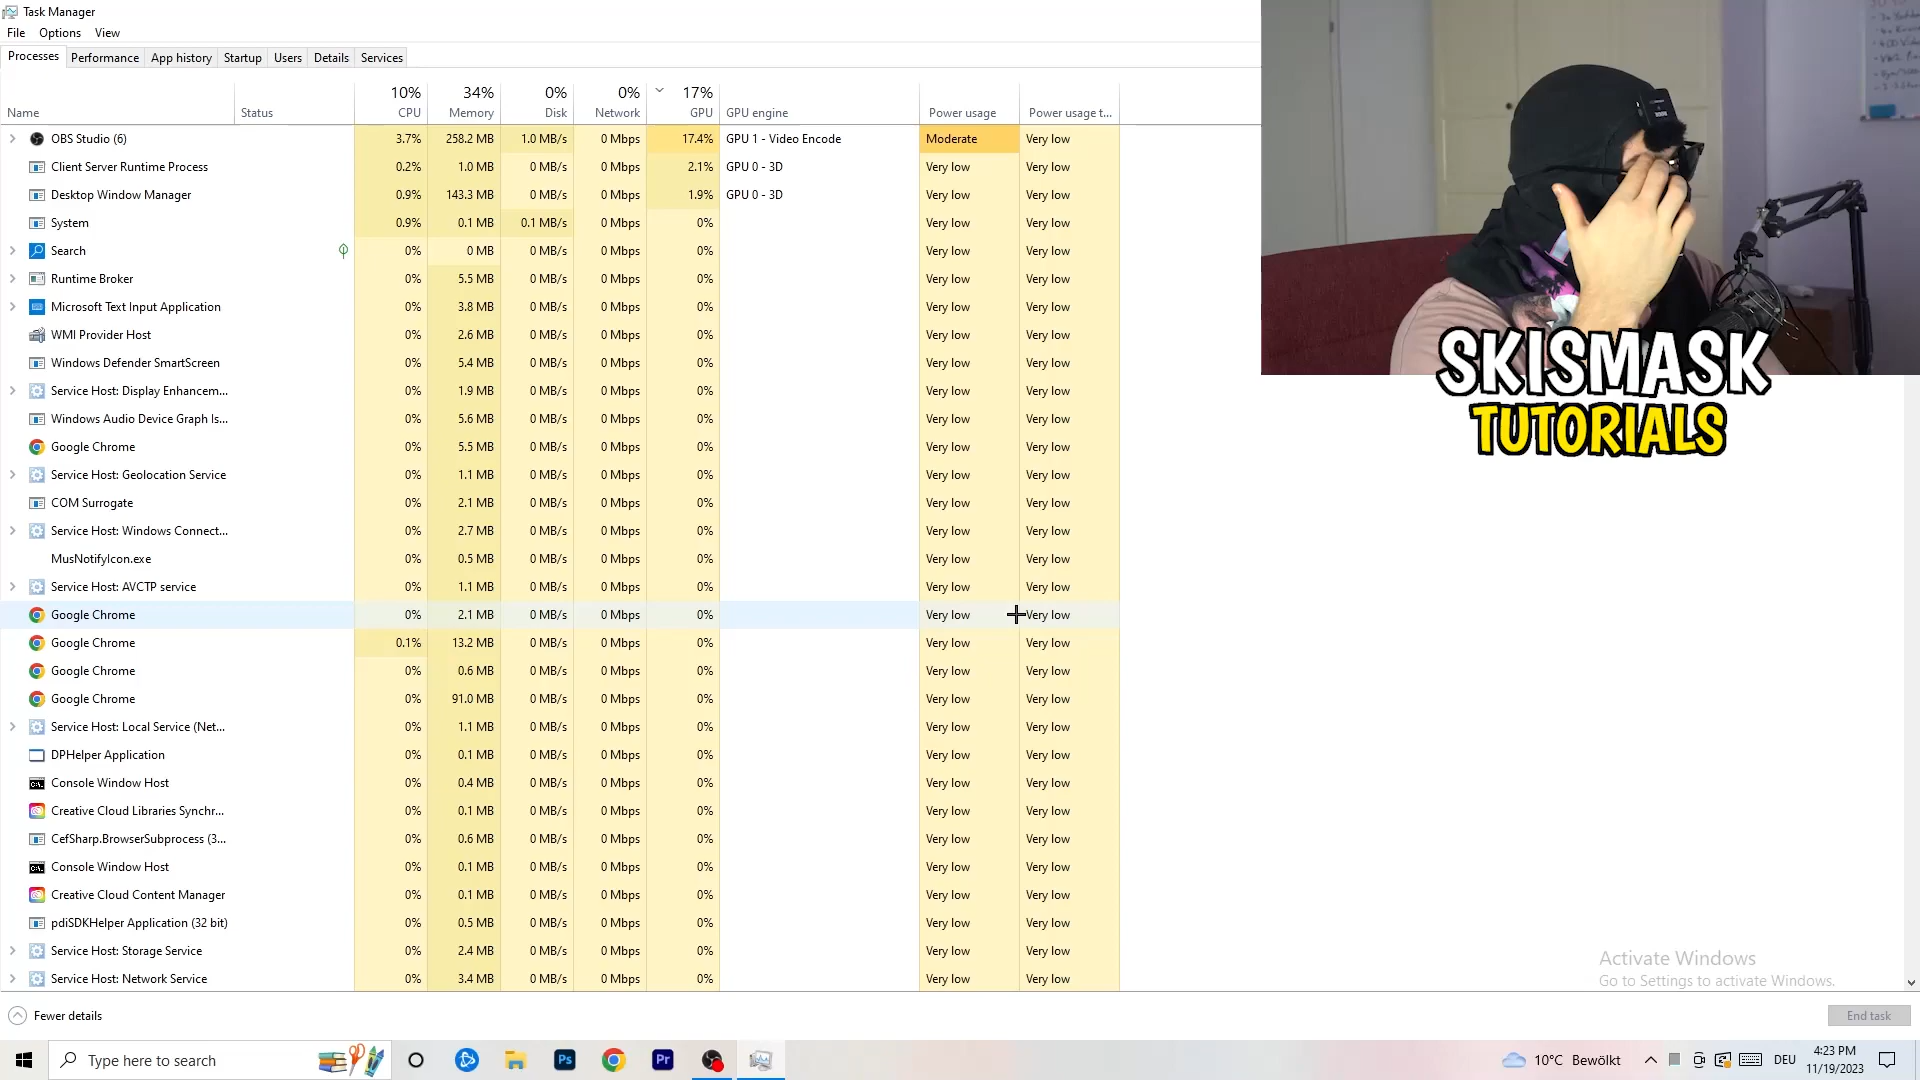 Task Manager
File Options View
Processes Performance App history Startup Users Details Services
10% 34% 0% 0% 17%
Name Status CPU Memory Disk Network GPU GPU engine Power usage Power usage t...
OBS Studio (6) 3.7% 258.2 MB 1.0 MB/s 0 Mbps 17.4% GPU 1 - Video Encode Moderate Very low
Client Server Runtime Process 0.2% 1.0 MB 0 MB/s 0 Mbps 2.1% GPU 0 - 3D Very low Very low
Desktop Window Manager 0.9% 143.3 MB 0 MB/s 0 Mbps 1.9% GPU 0 - 3D Very low Very low
System 0.9% 0.1 MB 0.1 MB/s 0 Mbps 0% Very low Very low
Search 0% 0 MB 0 MB/s 0 Mbps 0% Very low Very low
Runtime Broker 0% 5.5 MB 0 MB/s 0 Mbps 0% Very low Very low
Microsoft Text Input Application 0% 3.8 MB 0 MB/s 0 Mbps 0% Very low Very low
WMI Provider Host 0% 2.6 MB 0 MB/s 0 Mbps 0% Very low Very low
Windows Defender SmartScreen 0% 5.4 MB 0 MB/s 0 Mbps 0% Very low Very low
Service Host: Display Enhancem... 0% 1.9 MB 0 MB/s 0 Mbps 0% Very low Very low
Windows Audio Device Graph Is... 0% 5.6 MB 0 MB/s 0 Mbps 0% Very low Very low
Google Chrome 0% 5.5 MB 0 MB/s 0 Mbps 0% Very low Very low
Service Host: Geolocation Service 0% 1.1 MB 0 MB/s 0 Mbps 0% Very low Very low
COM Surrogate 0% 2.1 MB 0 MB/s 0 Mbps 0% Very low Very low
Service Host: Windows Connect... 0% 2.7 MB 0 MB/s 0 Mbps 0% Very low Very low
MusNotifyIcon.exe 0% 0.5 MB 0 MB/s 0 Mbps 0% Very low Very low
Service Host: AVCTP service 0% 1.1 MB 0 MB/s 0 Mbps 0% Very low Very low
Google Chrome 0% 2.1 MB 0 MB/s 0 Mbps 0% Very low Very low
Google Chrome 0.1% 13.2 MB 0 MB/s 0 Mbps 0% Very low Very low
Google Chrome 0% 0.6 MB 0 MB/s 0 Mbps 0% Very low Very low
Google Chrome 0% 91.0 MB 0 MB/s 0 Mbps 0% Very low Very low
Service Host: Local Service (Net... 0% 1.1 MB 0 MB/s 0 Mbps 0% Very low Very low
DPHelper Application 0% 0.1 MB 0 MB/s 0 Mbps 0% Very low Very low
Console Window Host 0% 0.4 MB 0 MB/s 0 Mbps 0% Very low Very low
Creative Cloud Libraries Synchr... 0% 0.1 MB 0 MB/s 0 Mbps 0% Very low Very low
CefSharp.BrowserSubprocess (3... 0% 0.6 MB 0 MB/s 0 Mbps 0% Very low Very low
Console Window Host 0% 0.1 MB 0 MB/s 0 Mbps 0% Very low Very low
Creative Cloud Content Manager 0% 0.1 MB 0 MB/s 0 Mbps 0% Very low Very low
pdiSDKHelper Application (32 bit) 0% 0.5 MB 0 MB/s 0 Mbps 0% Very low Very low
Service Host: Storage Service 0% 2.4 MB 0 MB/s 0 Mbps 0% Very low Very low
Service Host: Network Service 0% 3.4 MB 0 MB/s 0 Mbps 0% Very low Very low
SKISMASK
TUTORIALS
Activate Windows
Go to Settings to activate Windows.
Fewer details End task
Type here to search Ps Pr 10°C Bewölkt DEU 4:23 PM
11/19/2023